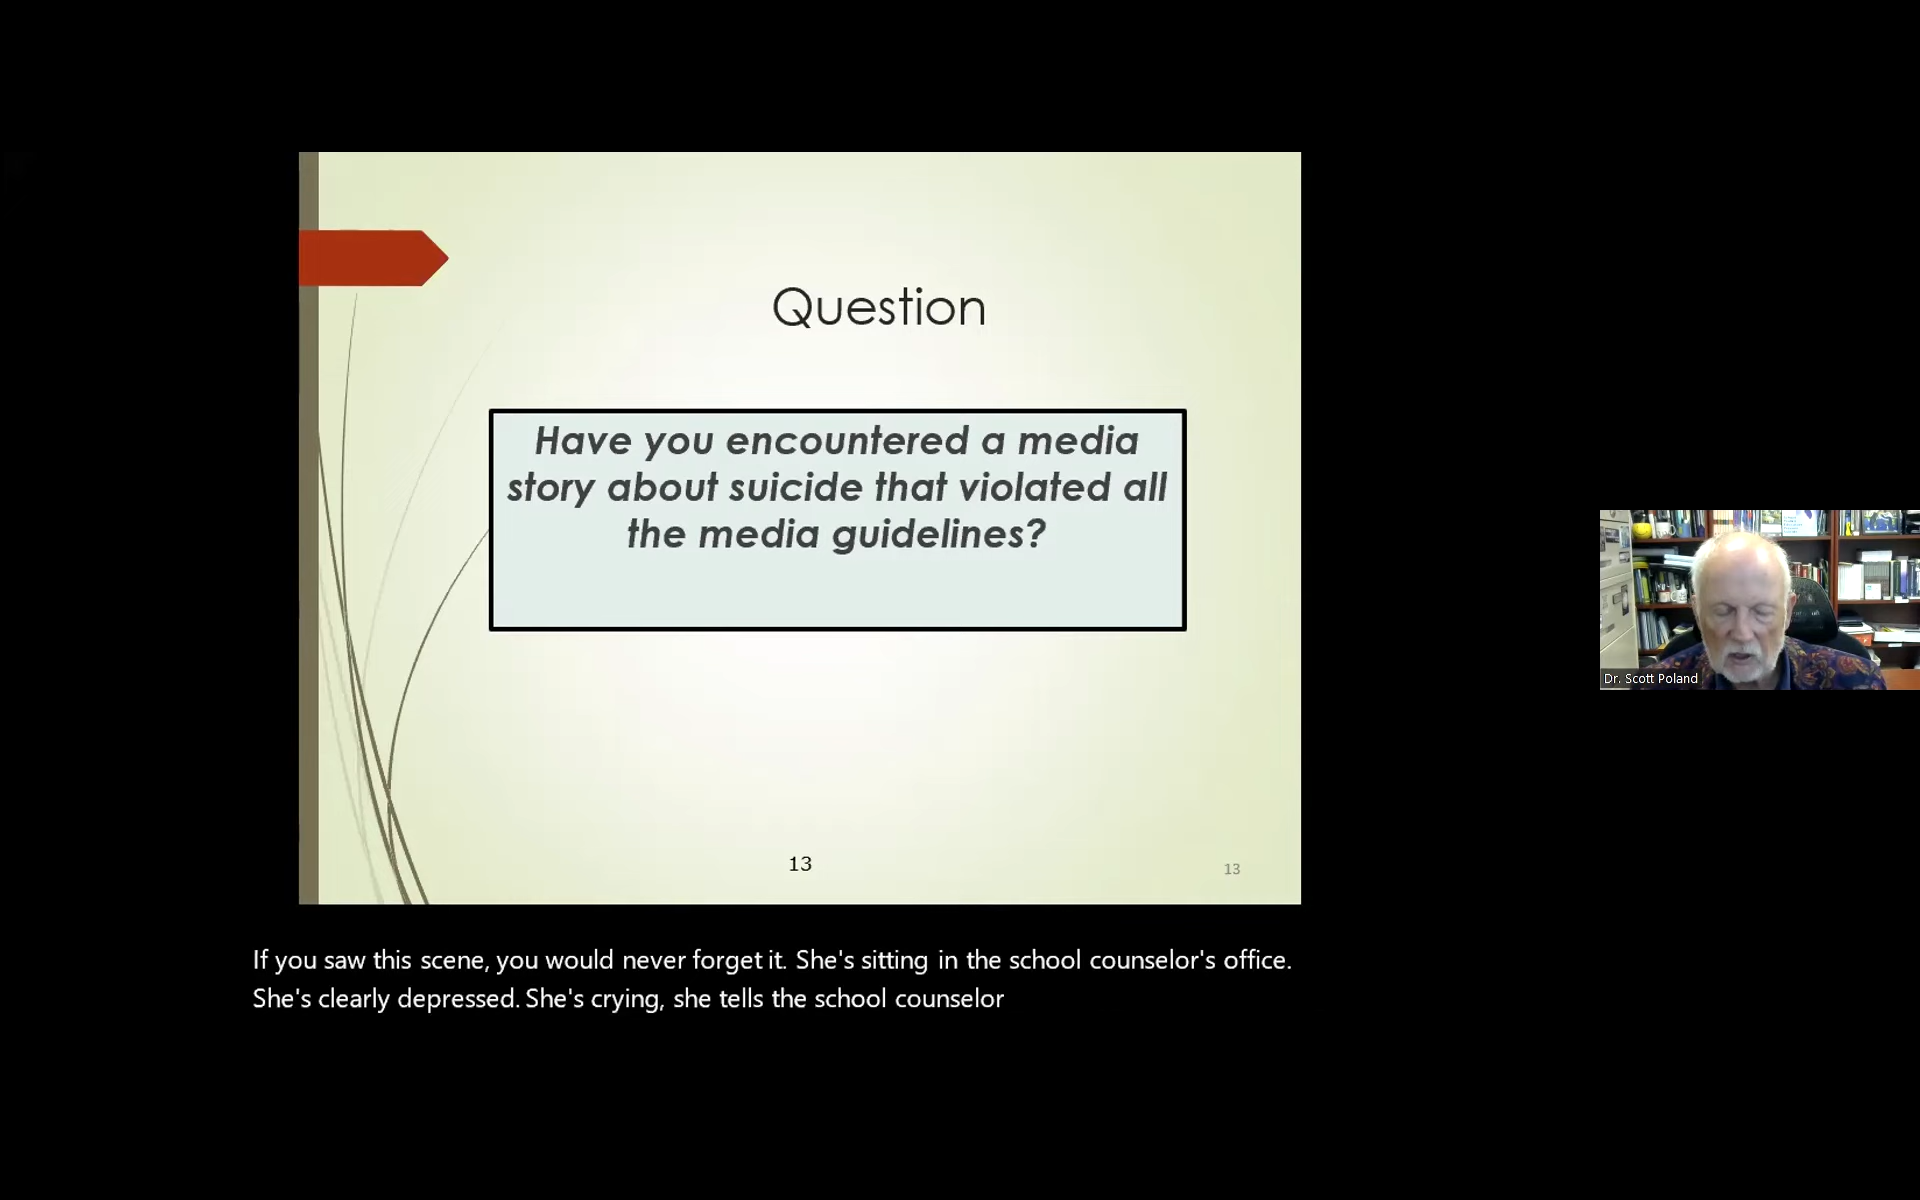 Question
Have you encountered a media
story about suicide that violated all
the media guidelines?
13
13
Dr. Scott Poland
If you saw this scene, you would never forget it. She's sitting in the school counselor's office.
She's clearly depressed. She's crying, she tells the school counselor